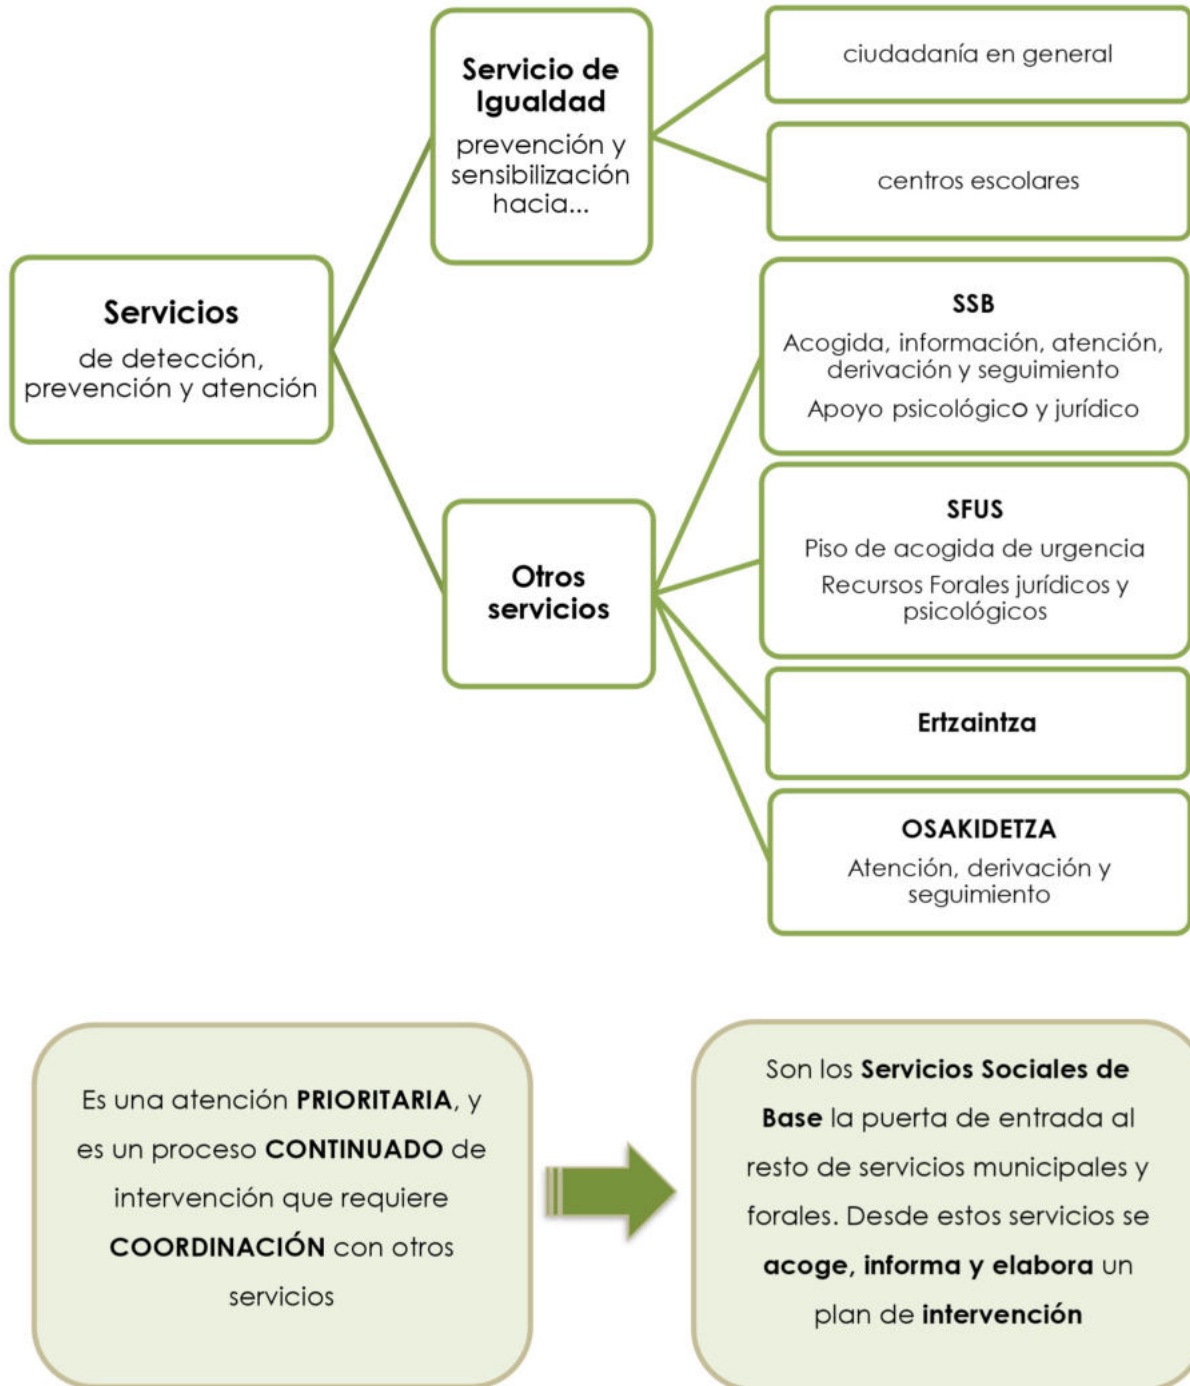 Servicios
de detección,
prevención y atención
Servicio de
Igualdad
prevención y
sensibilización
hacia...
ciudadanía en general
centros escolares
Otros
servicios
SSB
Acogida, información, atención,
derivación y seguimiento
Apoyo psicológico y jurídico
SFUS
Piso de acogida de urgencia
Recursos Forales jurídicos y
psicológicos
Ertzaintza
OSAKIDETZA
Atención, derivación y
seguimiento
Es una atención PRIORITARIA, y
es un proceso CONTINUADO de
intervención que requiere
COORDINACIÓN con otros
servicios
Son los Servicios Sociales de
Base la puerta de entrada al
resto de servicios municipales y
forales. Desde estos servicios se
acoge, informa y elabora un
plan de intervención